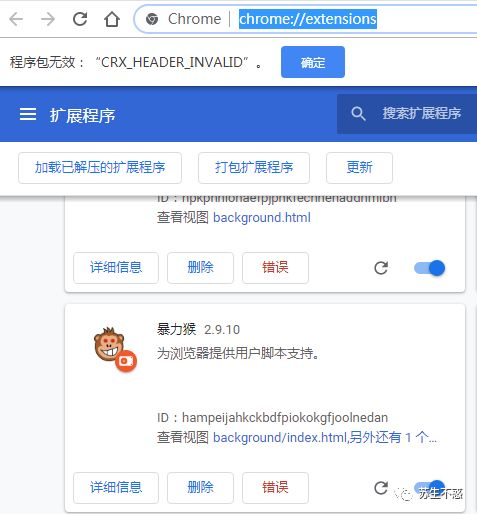 Chrome | chrome://extensions
程序包无效：“CRX_HEADER_INVALID”。 确定
扩展程序 搜索扩展程序
加载已解压的扩展程序 打包扩展程序 更新
查看视图 background.html
详细信息 删除 错误
暴力猴 2.9.10
为浏览器提供用户脚本支持。
ID：hampeijahkckbdfpiokokgfjoolnedan
查看视图 background/index.html,另外还有 1 个...
详细信息 删除 错误
苏生不惑